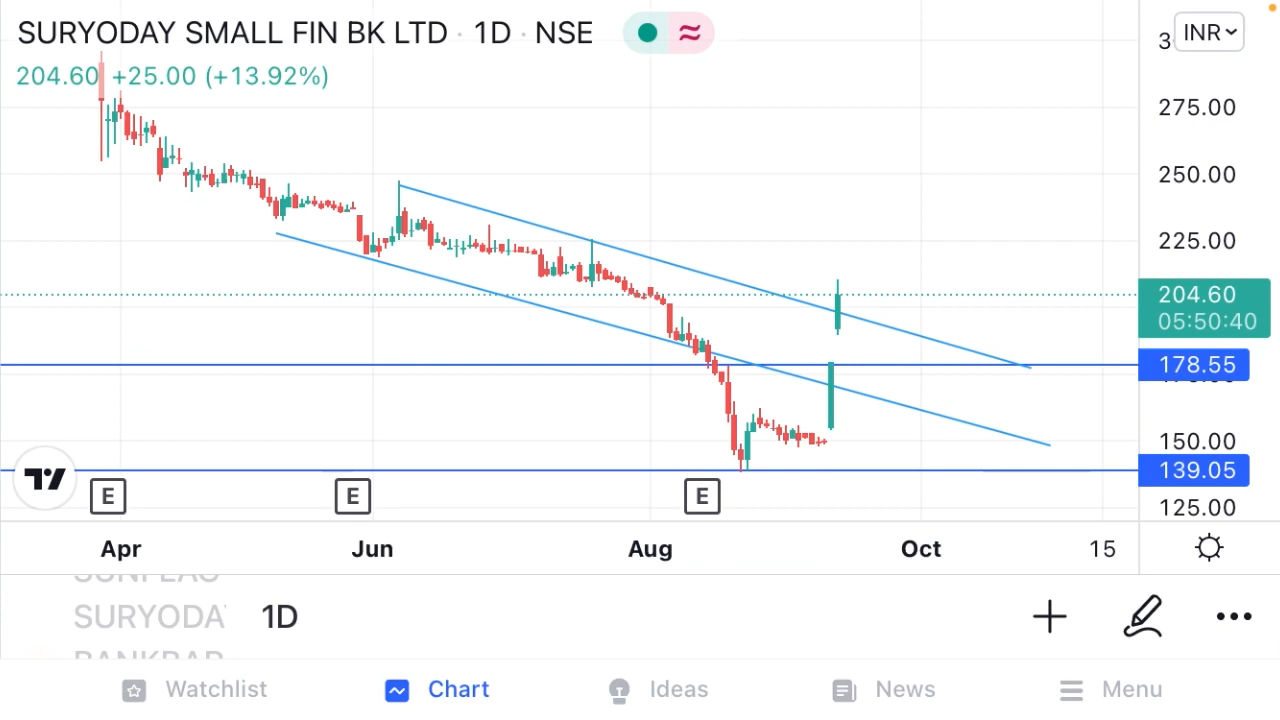 SURYODAY SMALL FIN BK LTD · 1D · NSE
INR
204.60 +25.00 (+13.92%)
275.00
250.00
225.00
204.60
05:50:40
178.55
150.00
139.05
125.00
E E E
Apr Jun Aug Oct 15
SURYODA
1D
Watchlist Chart Ideas News Menu